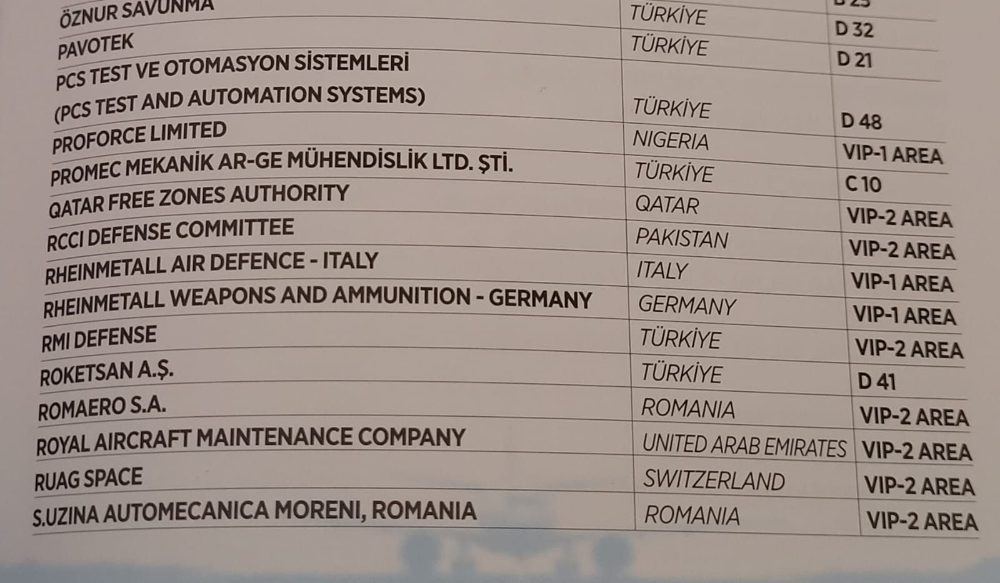 ÖZNUR SAVUNMA TÜRKİYE D 32
PAVOTEK TÜRKİYE D 21
PCS TEST VE OTOMASYON SİSTEMLERİ
(PCS TEST AND AUTOMATION SYSTEMS) TÜRKİYE D 48
PROFORCE LIMITED NIGERIA VIP-1 AREA
PROMEC MEKANİK AR-GE MÜHENDİSLİK LTD. ŞTİ. TÜRKİYE C 10
QATAR FREE ZONES AUTHORITY QATAR VIP-2 AREA
RCCI DEFENSE COMMITTEE PAKISTAN VIP-2 AREA
RHEINMETALL AIR DEFENCE - ITALY ITALY VIP-1 AREA
RHEINMETALL WEAPONS AND AMMUNITION - GERMANY GERMANY VIP-1 AREA
RMI DEFENSE TÜRKİYE VIP-2 AREA
ROKETSAN A.Ş. TÜRKİYE D 41
ROMAERO S.A. ROMANIA VIP-2 AREA
ROYAL AIRCRAFT MAINTENANCE COMPANY UNITED ARAB EMIRATES VIP-2 AREA
RUAG SPACE SWITZERLAND VIP-2 AREA
S.UZINA AUTOMECANICA MORENI, ROMANIA ROMANIA VIP-2 AREA